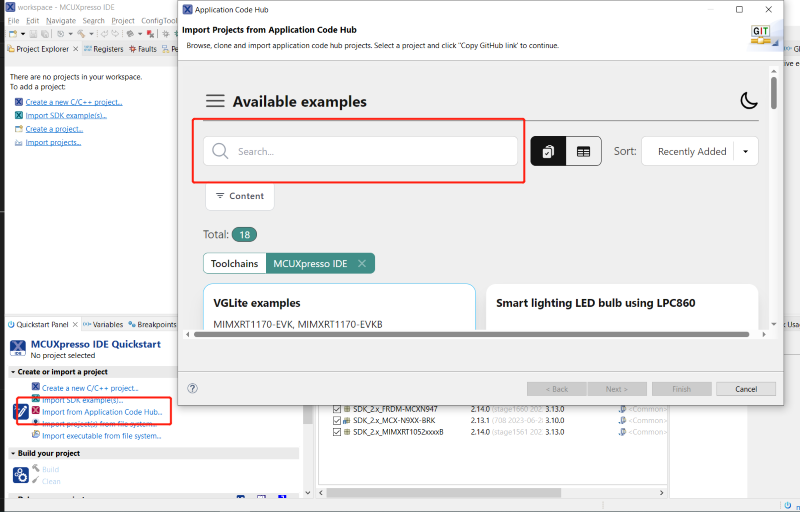 workspace - MCUXpresso IDE
File Edit Navigate Search Project ConfigTool
Project Explorer
Registers
Faults
Pe
There are no projects in your workspace.
To add a project:
Create a new C/C++ project...
Import SDK example(s)...
Create a project...
Import projects...
Application Code Hub
Import Projects from Application Code Hub
Browse, clone and import application code hub projects. Select a project and click 'Copy GitHub link' to continue.
GIT
Available examples
Search...
Sort:
Recently Added
Content
Total: 18
Toolchains
MCUXpresso IDE
VGLite examples
MIMXRT1170-EVK, MIMXRT1170-EVKB
Smart lighting LED bulb using LPC860
< Back
Next >
Finish
Cancel
Quickstart Panel
Variables
Breakpoints
IDE
MCUXpresso IDE Quickstart
No project selected
Create or import a project
Create a new C/C++ project...
Import SDK example(s)...
Import from Application Code Hub...
Import project(s) from file system...
Import executable from file system...
Build your project
Build
Clean
SDK_2.x_FRDM-MCXN947 2.14.0 3.13.0 <Common>
SDK_2.x_MCX-N9XX-BRK 2.13.1 3.10.0 <Common>
SDK_2.x_MIMXRT1052xxxxB 2.14.0 3.13.0 <Common>